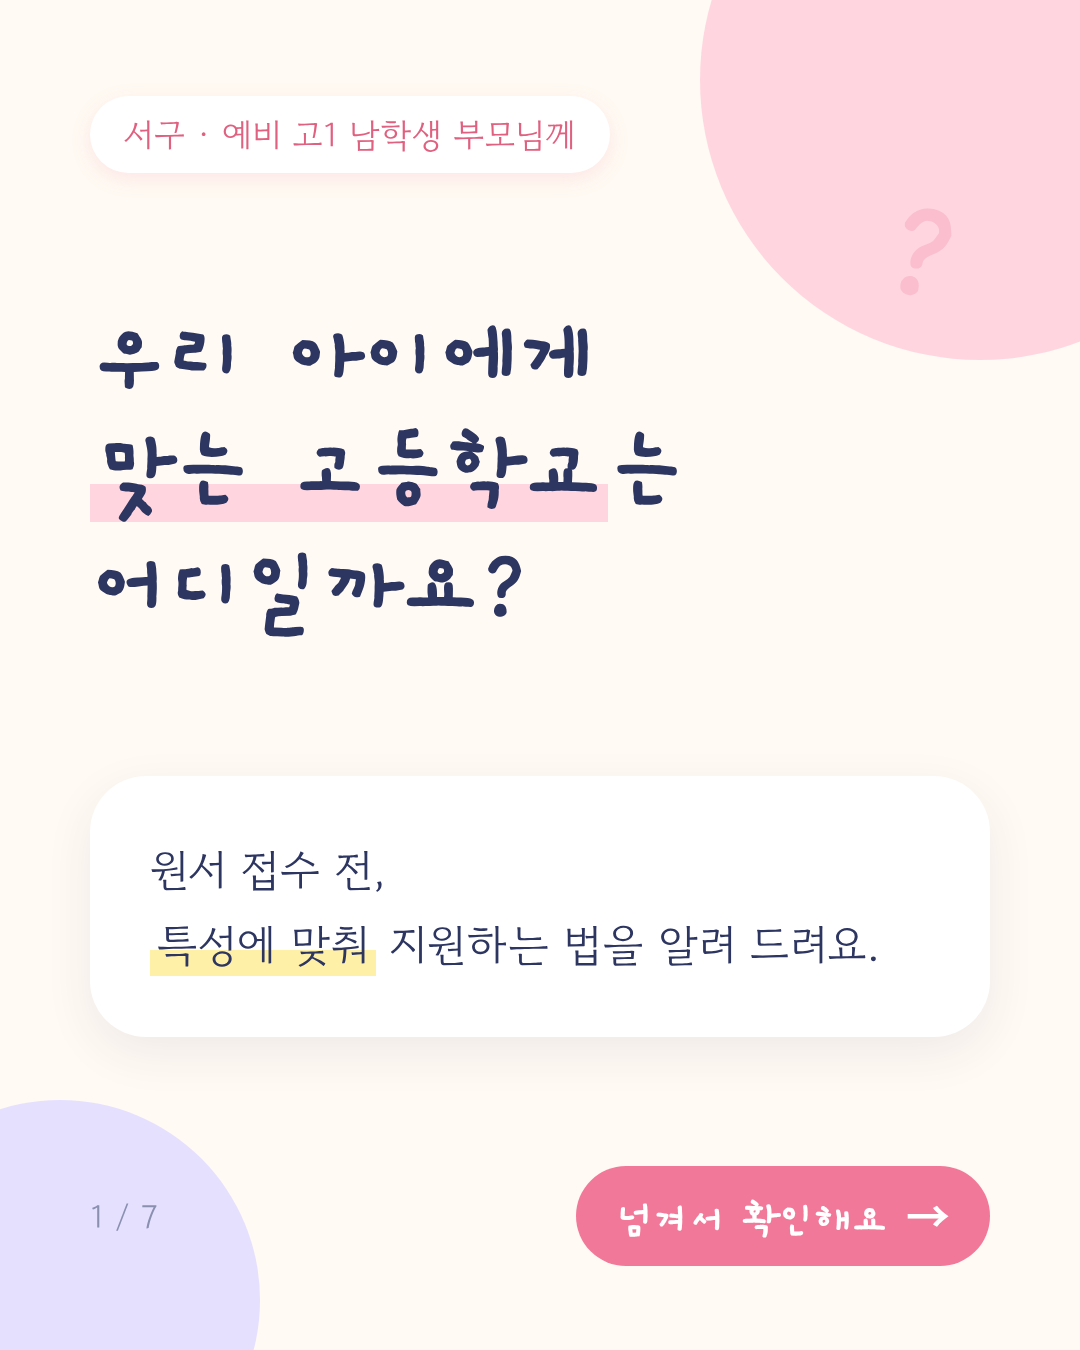 서구 · 예비 고1 남학생 부모님께
?
우리 아이에게
맞는 고등학교는
어디일까요?
원서 접수 전,
특성에 맞춰 지원하는 법을 알려 드려요.
1 / 7
넘겨서 확인해요 →